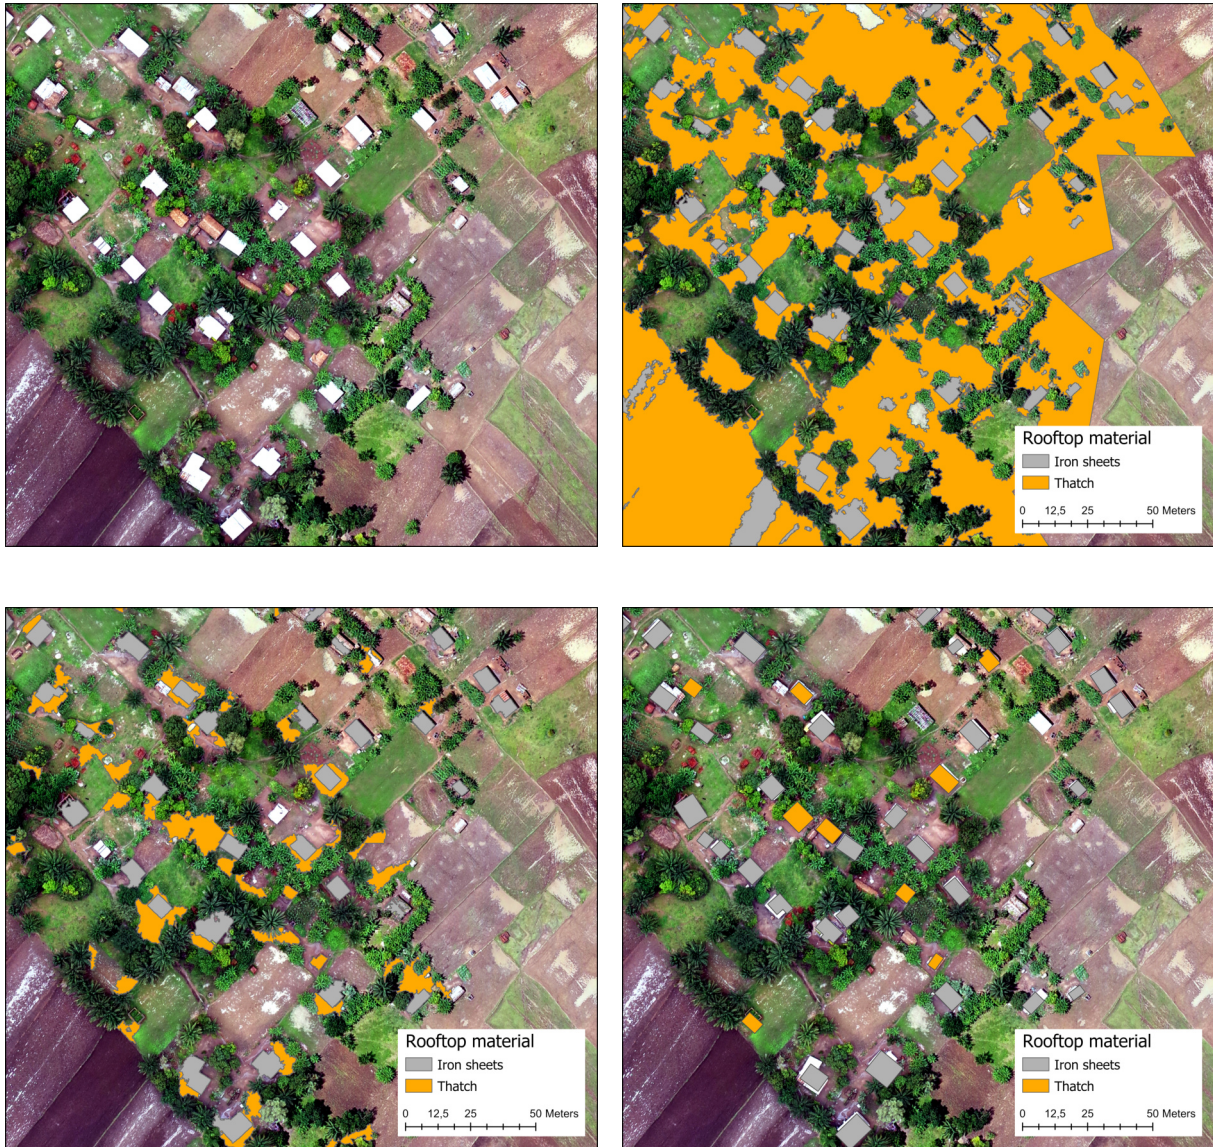 Rooftop material
Iron sheets
Thatch
0 12,5 25 50 Meters
Rooftop material
Iron sheets
Thatch
0 12,5 25 50 Meters
Rooftop material
Iron sheets
Thatch
0 12,5 25 50 Meters